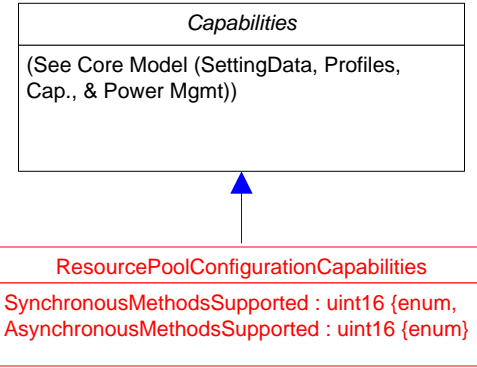 Capabilities
(See Core Model (SettingData, Profiles,
Cap., & Power Mgmt))
ResourcePoolConfigurationCapabilities
SynchronousMethodsSupported : uint16 {enum,
AsynchronousMethodsSupported : uint16 {enum}